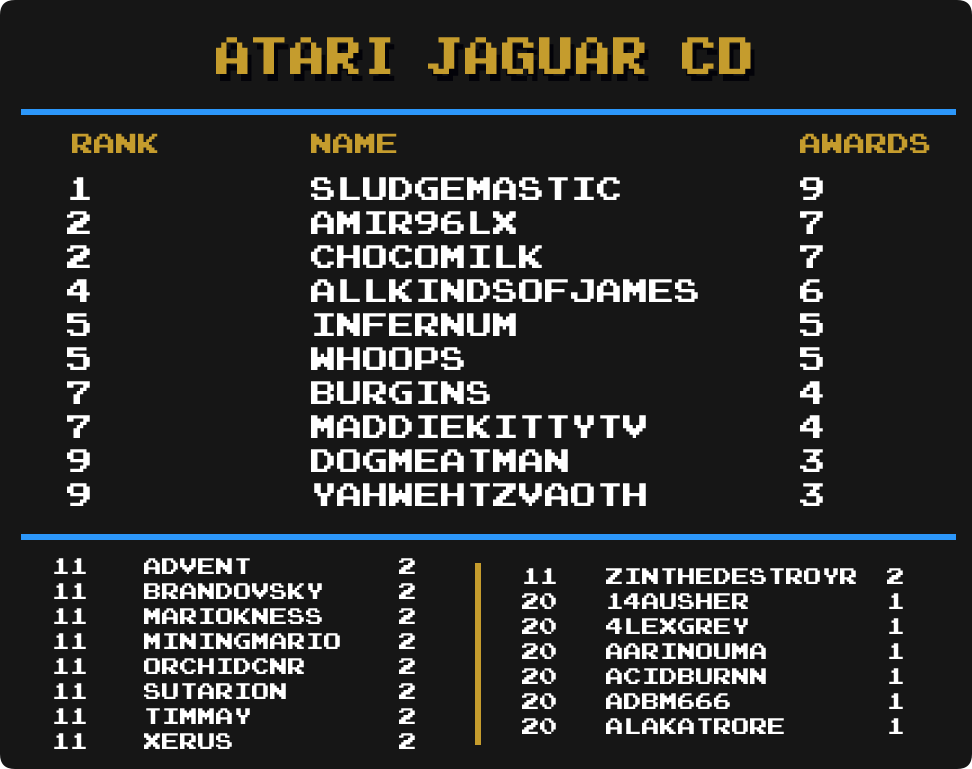 ATARI JAGUAR CD
RANK NAME AWARDS
1 SLUDGEMASTIC 9
2 AMIR96LX 7
2 CHOCOMILK 7
4 ALLKINDSOFJAMES 6
5 INFERNUM 5
5 WHOOPS 5
7 BURGINS 4
7 MADDIEKITTYTV 4
9 DOGMEATMAN 3
9 YAHWEHTZVAOTH 3
11 ADVENT 2
11 BRANDOVSKY 2
11 MARIOKNESS 2
11 MININGMARIO 2
11 ORCHIDCNR 2
11 SUTARION 2
11 TIMMAY 2
11 XERUS 2
11 ZINTHEDESTROYR 2
20 14AUSHER 1
20 4LEXGREY 1
20 AARINOUMA 1
20 ACIDBURNN 1
20 ADBM666 1
20 ALAKATRORE 1